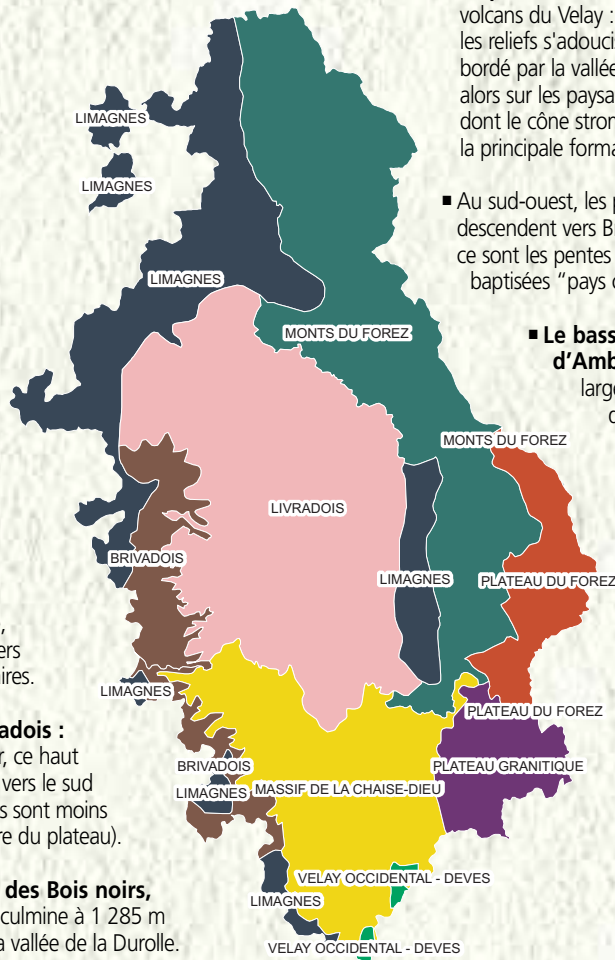 volcans du Velay :
les reliefs s'adoucis
bordé par la vallée
alors sur les paysa
dont le cône stron
la principale forma
■ Au sud-ouest, les p
descendent vers B
ce sont les pentes
baptisées “pays
■ Le bass
d'Amb
large
LIMAGNES
LIMAGNES
LIMAGNES
MONTS DU FOREZ
MONTS DU FOREZ
LIVRADOIS
BRIVADOIS
LIMAGNES
PLATEAU DU FOREZ
LIMAGNES
PLATEAU DU FOREZ
BRIVADOIS
PLATEAU GRANITIQUE
LIMAGNES
MASSIF DE LA CHAISE-DIEU
VELAY OCCIDENTAL - DEVES
LIMAGNES
VELAY OCCIDENTAL - DEVES
ers
aires.
adois :
r, ce haut
vers le sud
s sont moins
re du plateau).
des Bois noirs,
culmine à 1 285 m
a vallée de la Durolle.